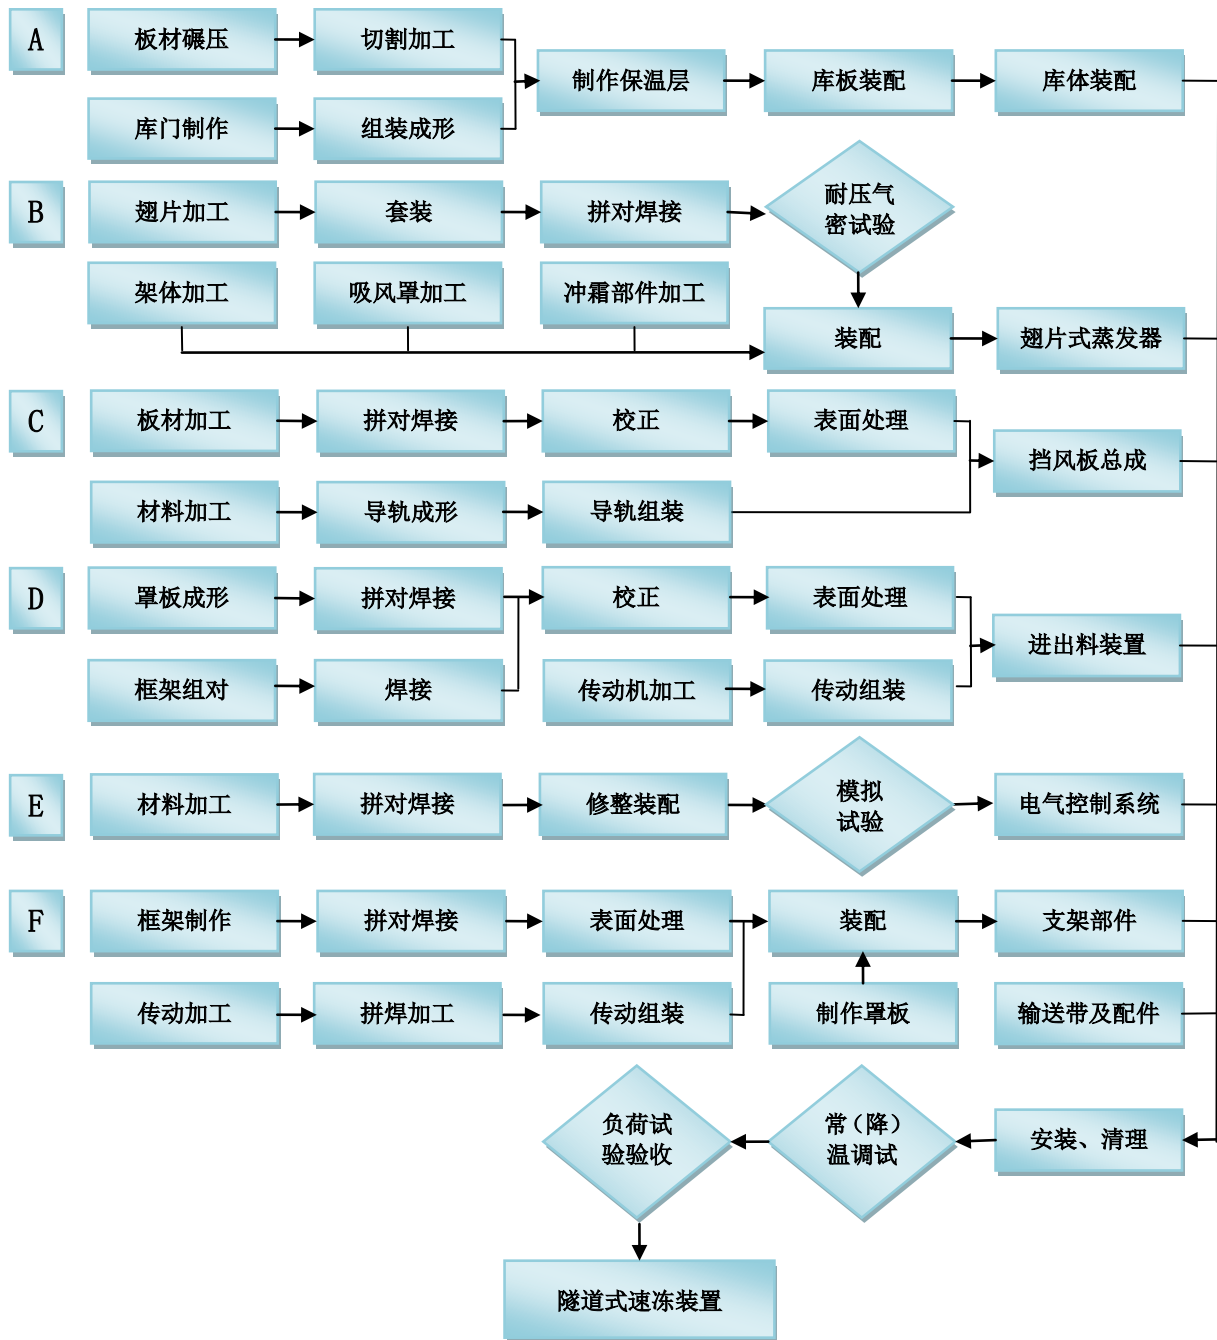 A
板材碾压
切割加工
制作保温层
库板装配
库体装配
库门制作
组装成形
B
翅片加工
套装
拼对焊接
耐压气
密试验
架体加工
吸风罩加工
冲霜部件加工
装配
翅片式蒸发器
C
板材加工
拼对焊接
校正
表面处理
挡风板总成
材料加工
导轨成形
导轨组装
D
罩板成形
拼对焊接
校正
表面处理
进出料装置
框架组对
焊接
传动机加工
传动组装
E
材料加工
拼对焊接
修整装配
模拟
试验
电气控制系统
F
框架制作
拼对焊接
表面处理
装配
支架部件
传动加工
拼焊加工
传动组装
制作罩板
输送带及配件
负荷试
验验收
常（降）
温调试
安装、清理
隧道式速冻装置